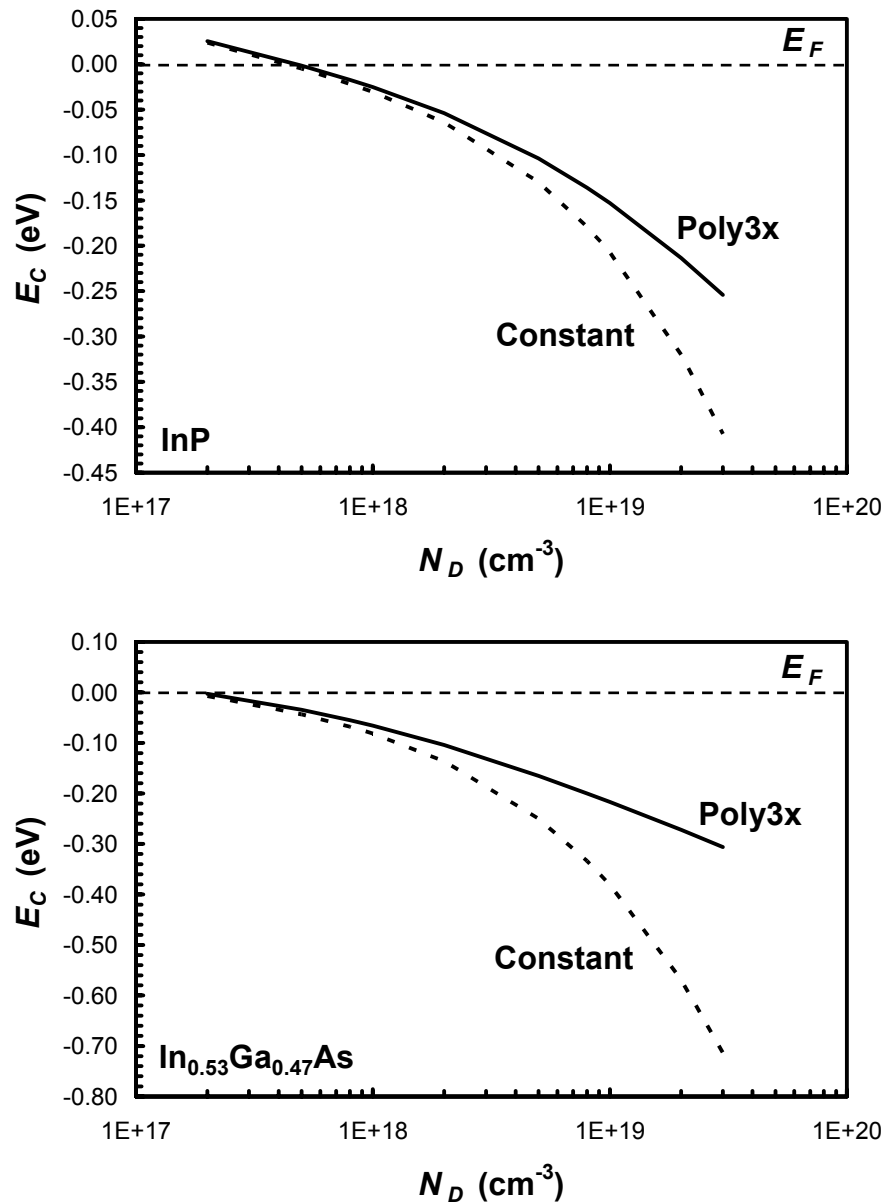 0.05
E_F
0.00
-0.05
-0.10
-0.15
Poly3x
-0.20
-0.25
Constant
-0.30
-0.35
-0.40
InP
-0.45
E_C (eV)
1E+17 1E+18 1E+19 1E+20
N_D (cm⁻³)
0.10
E_F
0.00
-0.10
-0.20
Poly3x
-0.30
-0.40
-0.50
Constant
-0.60
-0.70
In₀.₅₃Ga₀.₄₇As
-0.80
E_C (eV)
1E+17 1E+18 1E+19 1E+20
N_D (cm⁻³)